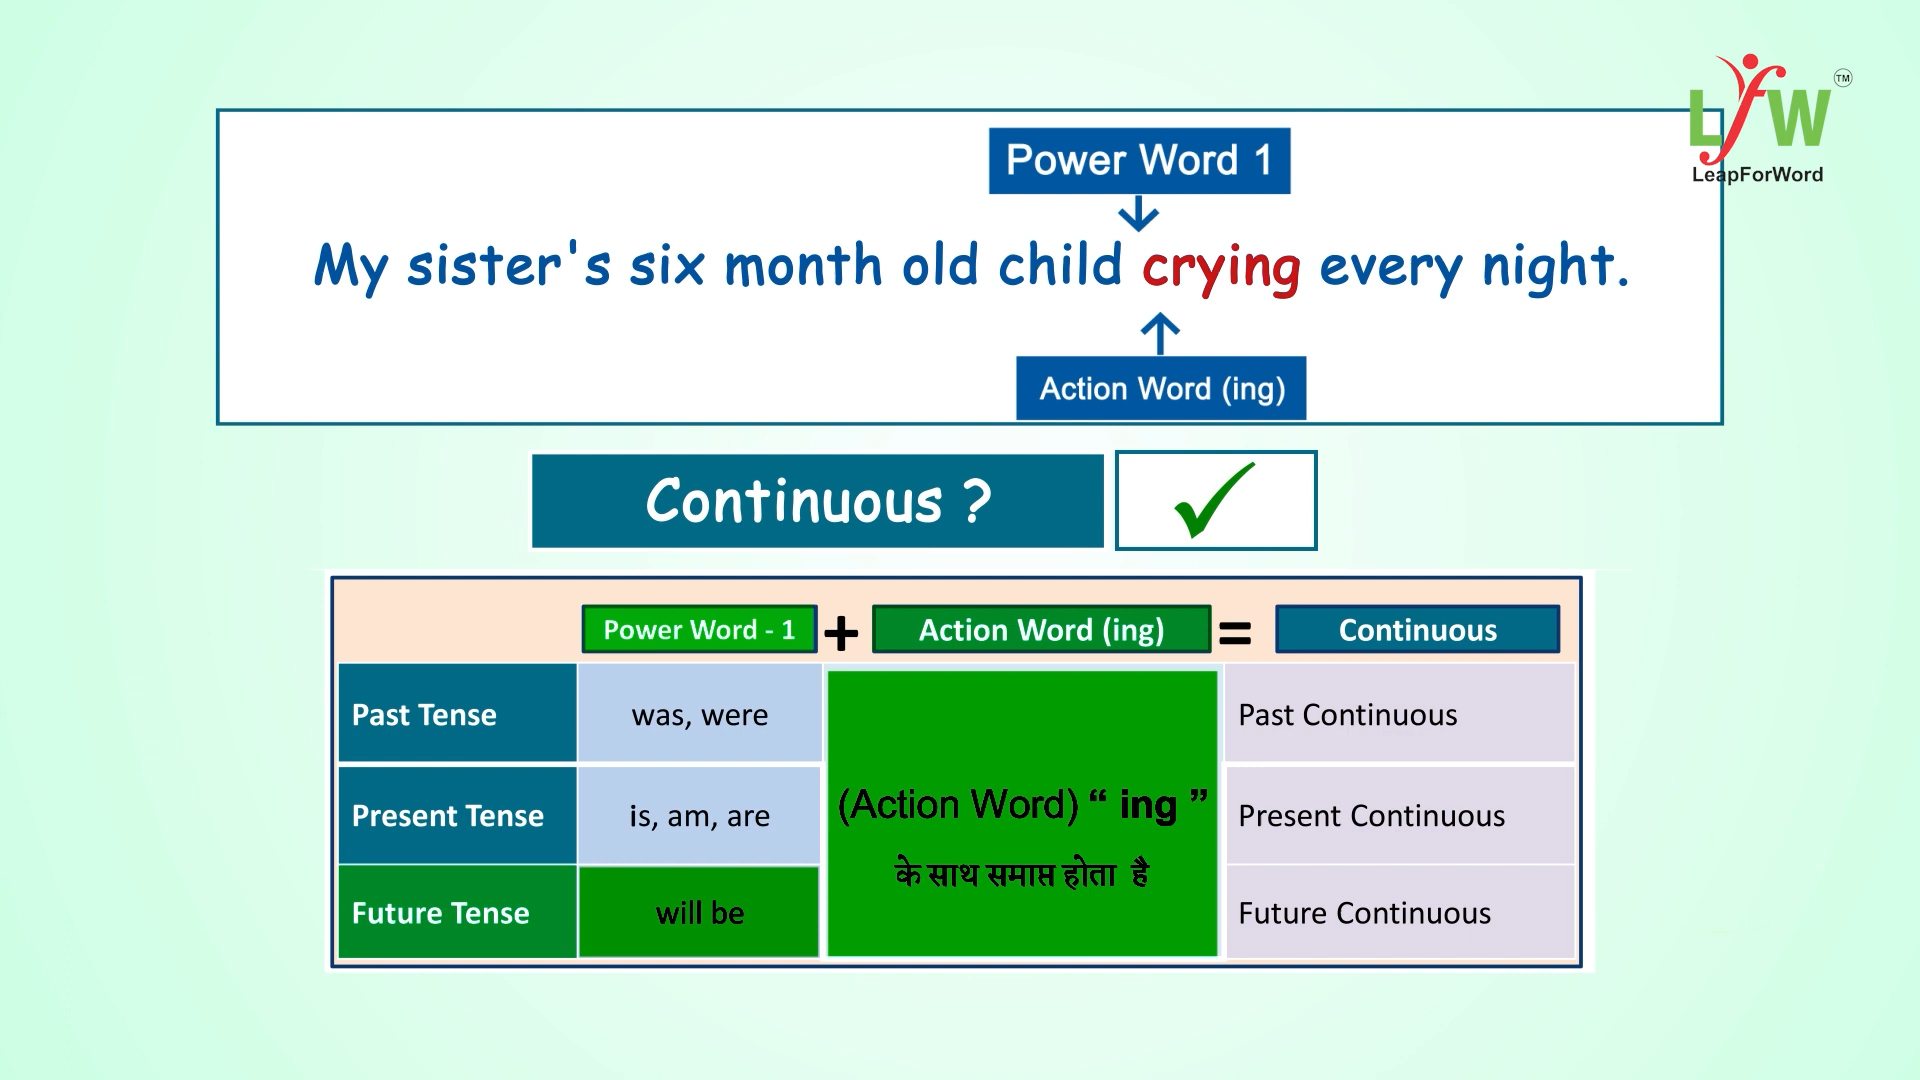 LfW TM
LeapForWord
Power Word 1
My sister's six month old child crying every night.
Action Word (ing)
Continuous ?
Power Word - 1 + Action Word (ing) = Continuous
Past Tense was, were Past Continuous
(Action Word) “ ing ”
Present Tense is, am, are Present Continuous
के साथ समाप्त होता है
Future Tense will be Future Continuous